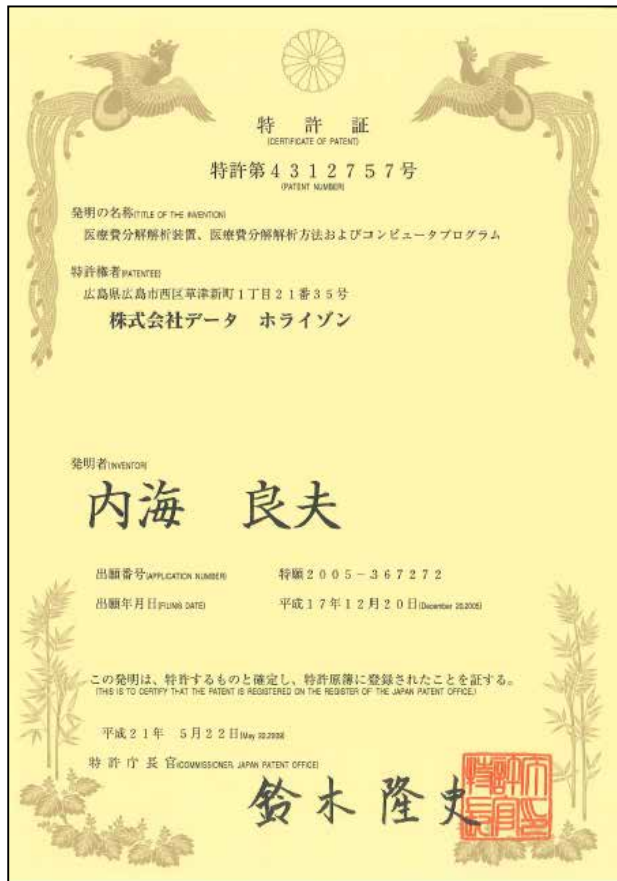 特許証
(CERTIFICATE OF PATENT)
特許第4312757号
(PATENT NUMBER)
発明の名称(TITLE OF THE INVENTION)
医療費分解解析装置、医療費分解解析方法およびコンピュータプログラム
特許権者(PATENTEE)
広島県広島市西区草津新町1丁目21番35号
株式会社データ ホライゾン
発明者(INVENTOR)
内海 良夫
出願番号(APPLICATION NUMBER) 特願2005-367272
出願年月日(FILING DATE) 平成17年12月20日(December 20,2005)
この発明は、特許するものと確定し、特許原簿に登録されたことを証する。
(THIS IS TO CERTIFY THAT THE PATENT IS REGISTERED ON THE REGISTER OF THE JAPAN PATENT OFFICE.)
平成21年 5月22日(May 22,2009)
特許庁長官(COMMISSIONER, JAPAN PATENT OFFICE)
鈴木隆史